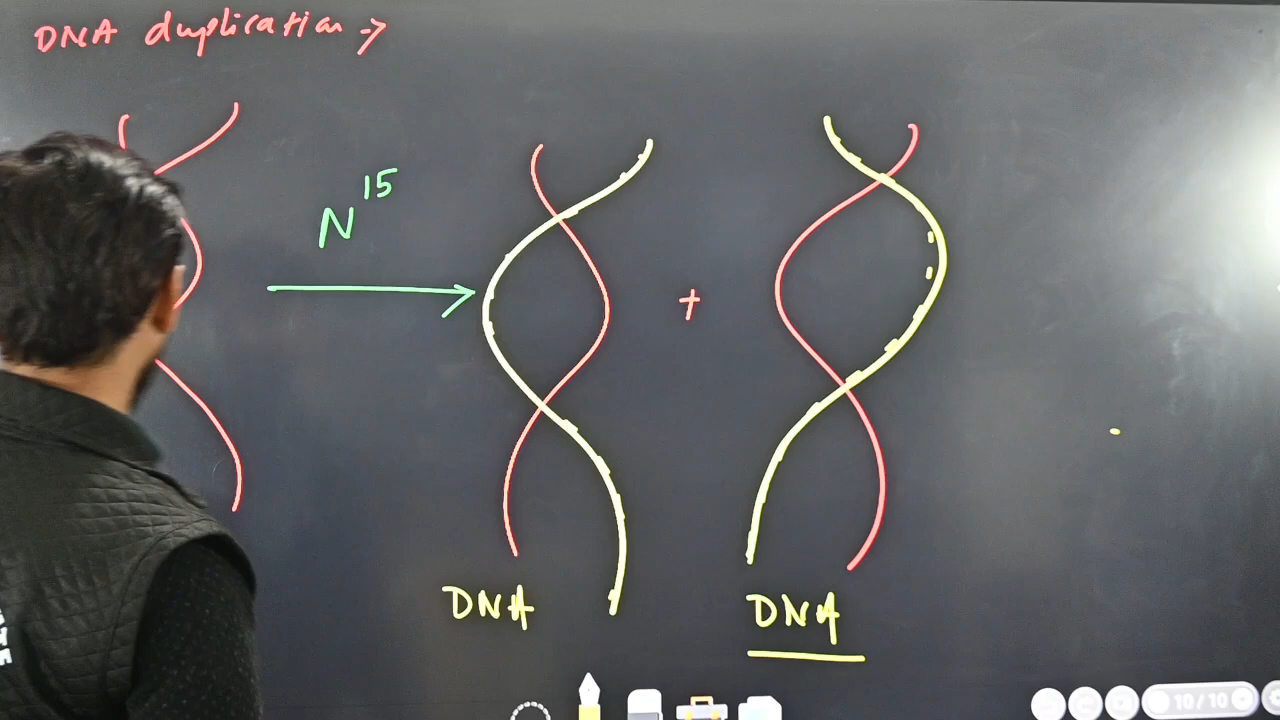 DNA duplication →
N¹⁵
+
DNA
DNA
10/10